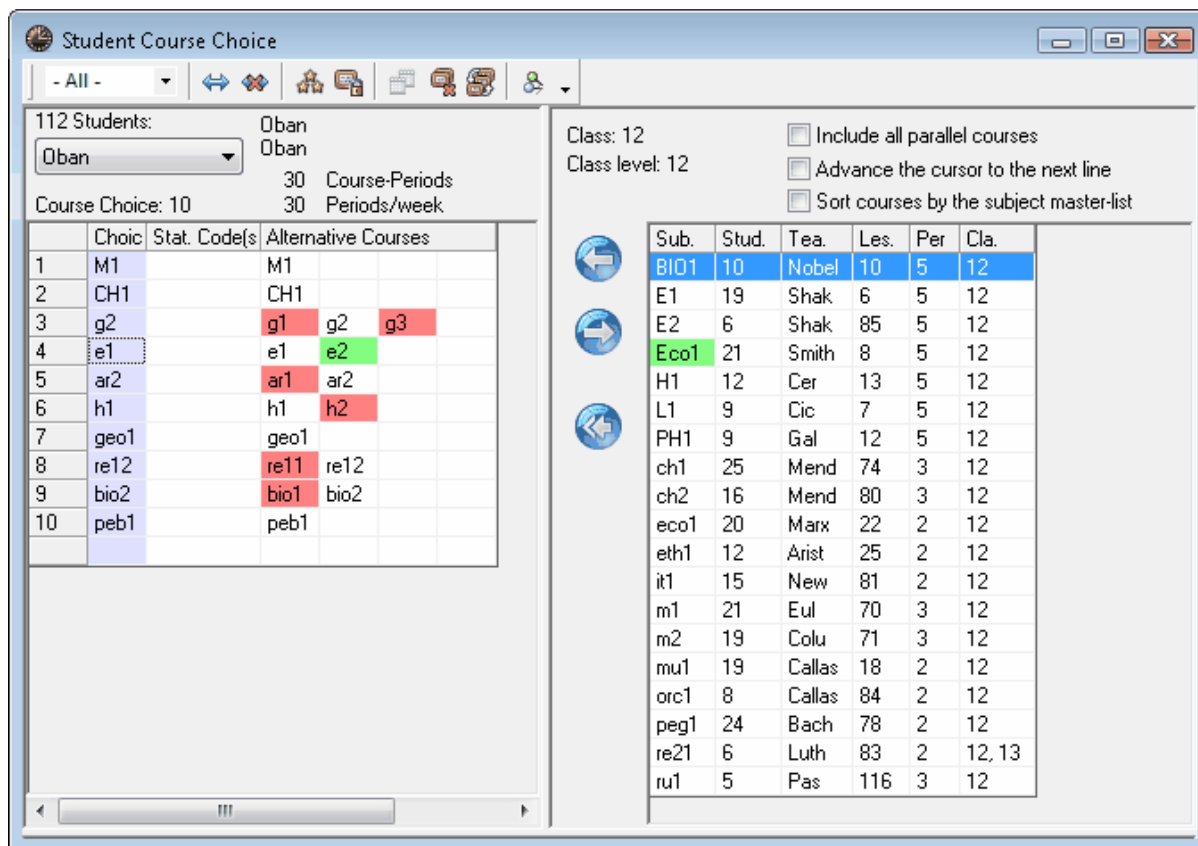 Student Course Choice
- All -
112 Students:
Oban
Oban
Oban
30 Course-Periods
Course Choice: 10
30 Periods/week
Choic Stat. Code(s Alternative Courses
1 M1 M1
2 CH1 CH1
3 g2 g1 g2 g3
4 e1 e1 e2
5 ar2 ar1 ar2
6 h1 h1 h2
7 geo1 geo1
8 re12 re11 re12
9 bio2 bio1 bio2
10 peb1 peb1
Class: 12
Class level: 12
Include all parallel courses
Advance the cursor to the next line
Sort courses by the subject master-list
Sub. Stud. Tea. Les. Per Cla.
BIO1 10 Nobel 10 5 12
E1 19 Shak 6 5 12
E2 6 Shak 85 5 12
Eco1 21 Smith 8 5 12
H1 12 Cer 13 5 12
L1 9 Cic 7 5 12
PH1 9 Gal 12 5 12
ch1 25 Mend 74 3 12
ch2 16 Mend 80 3 12
eco1 20 Marx 22 2 12
eth1 12 Arist 25 2 12
it1 15 New 81 2 12
m1 21 Eul 70 3 12
m2 19 Colu 71 3 12
mu1 19 Callas 18 2 12
orc1 8 Callas 84 2 12
peg1 24 Bach 78 2 12
re21 6 Luth 83 2 12, 13
ru1 5 Pas 116 3 12